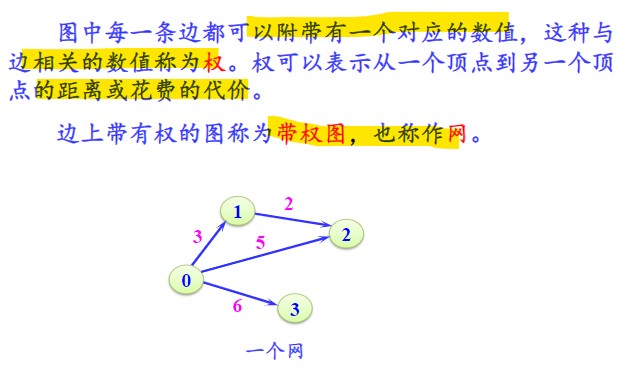 图中每一条边都可以附带有一个对应的数值，这种与
边相关的数值称为权。权可以表示从一个顶点到另一个顶
点的距离或花费的代价。
边上带有权的图称为带权图，也称作网。
1
2
3
5
2
0
6
3
一个网